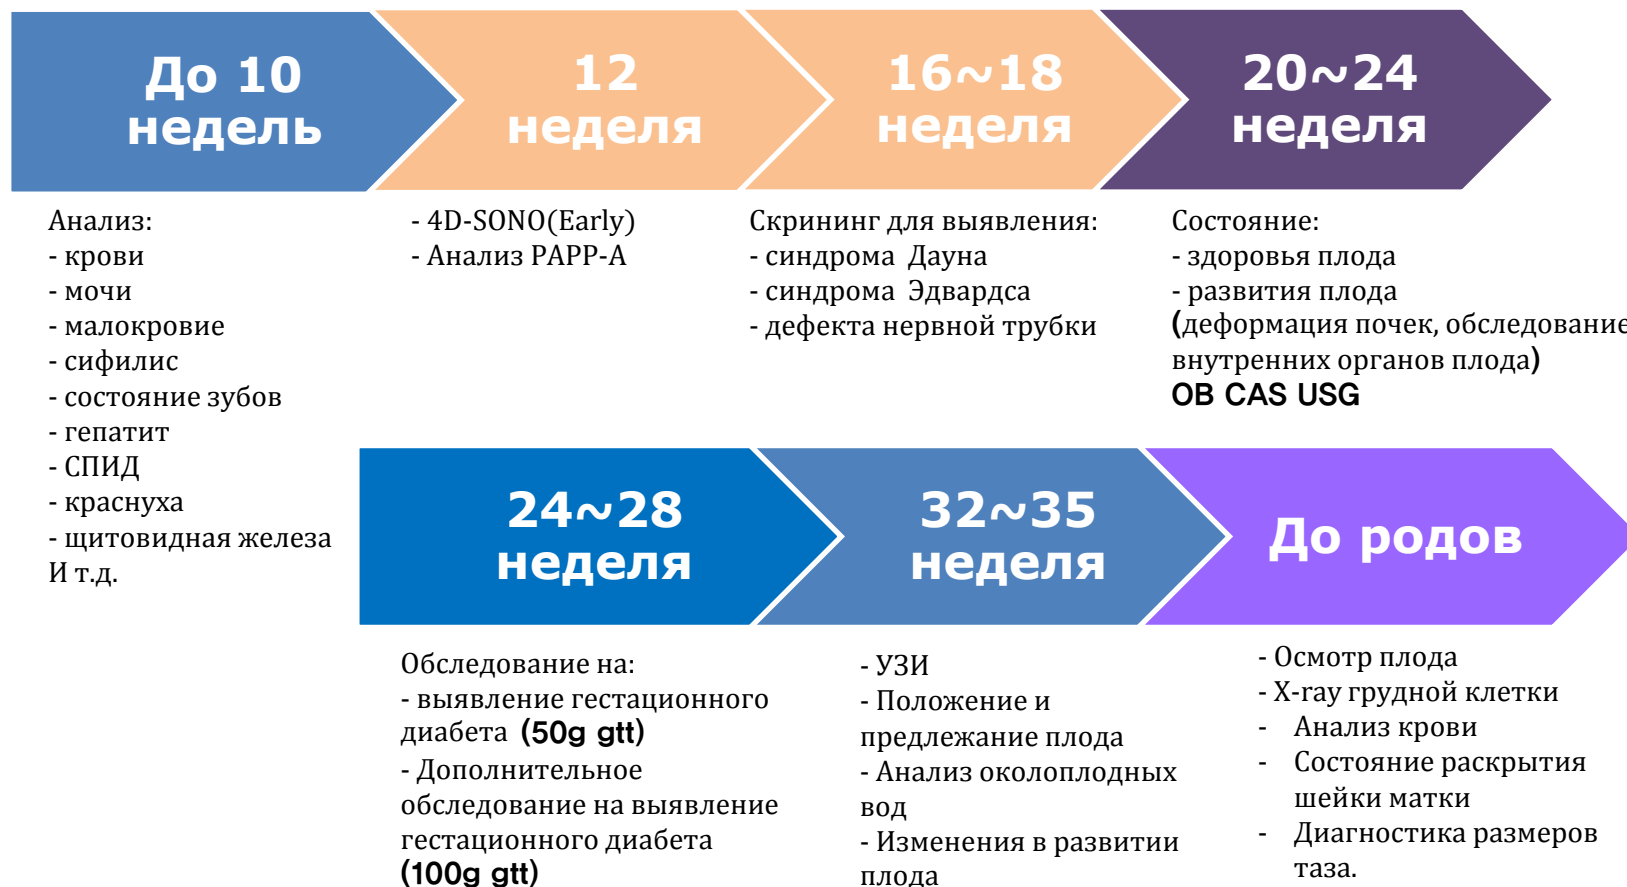 До 10
недель
12
неделя
16~18
неделя
20~24
неделя
Анализ:
- крови
- мочи
- малокровие
- сифилис
- состояние зубов
- гепатит
- СПИД
- краснуха
- щитовидная железа
И т.д.
- 4D-SONO(Early)
- Анализ PAPP-A
Скрининг для выявления:
- синдрома Дауна
- синдрома Эдвардса
- дефекта нервной трубки
Состояние:
- здоровья плода
- развития плода
(деформация почек, обследование
внутренних органов плода)
OB CAS USG
24~28
неделя
32~35
неделя
До родов
Обследование на:
- выявление гестационного
диабета (50g gtt)
- Дополнительное
обследование на выявление
гестационного диабета
(100g gtt)
- УЗИ
- Положение и
предлежание плода
- Анализ околоплодных
вод
- Изменения в развитии
плода
- Осмотр плода
- X-ray грудной клетки
- Анализ крови
- Состояние раскрытия
шейки матки
- Диагностика размеров
таза.